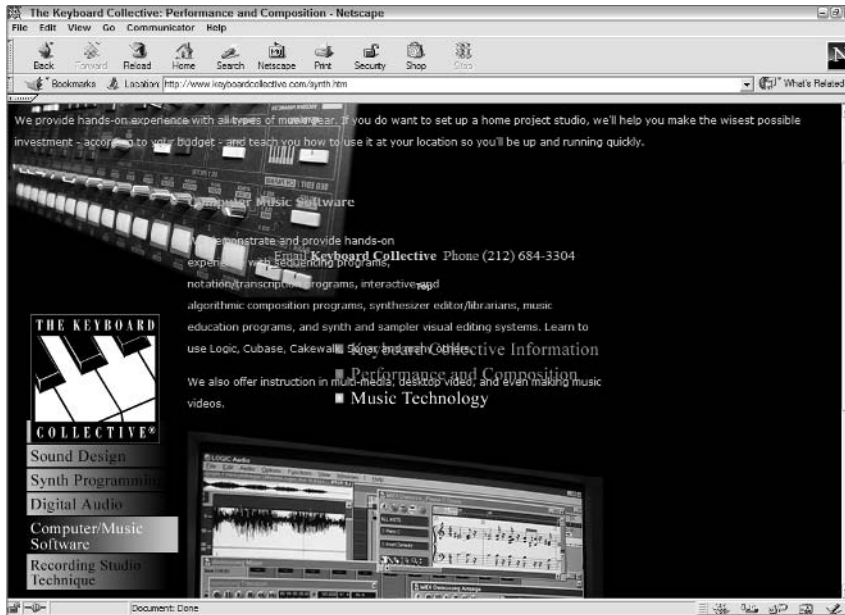 The Keyboard Collective: Performance and Composition - Netscape
File Edit View Go Communicator Help
Back Forward Reload Home Search Netscape Print Security Shop Stop
Bookmarks Location: http://www.keyboardcollective.com/synth.htm What's Related
We provide hands-on experience with all types of music gear. If you do want to set up a home project studio, we'll help you make the wisest possible
investment - according to your budget - and teach you how to use it at your location so you'll be up and running quickly.
Computer Music Software
We demonstrate and provide hands-on
Email Keyboard Collective Phone (212) 684-3304
experience with sequencing programs,
notation/transcription programs, interactive and
Top
algorithmic composition programs, synthesizer editor/librarians, music
education programs, and synth and sampler visual editing systems. Learn to
use Logic, Cubase, Cakewalk, Sonar and many others.
Keyboard Collective Information
We also offer instruction in multi-media, desktop video, and even making music
Performance and Composition
videos.
Music Technology
THE KEYBOARD
COLLECTIVE®
Sound Design
Synth Programming
Digital Audio
Computer/Music
Software
Recording Studio
Technique
LOGIC Audio
File Edit Audio Options Functions View Windows
Document: Done